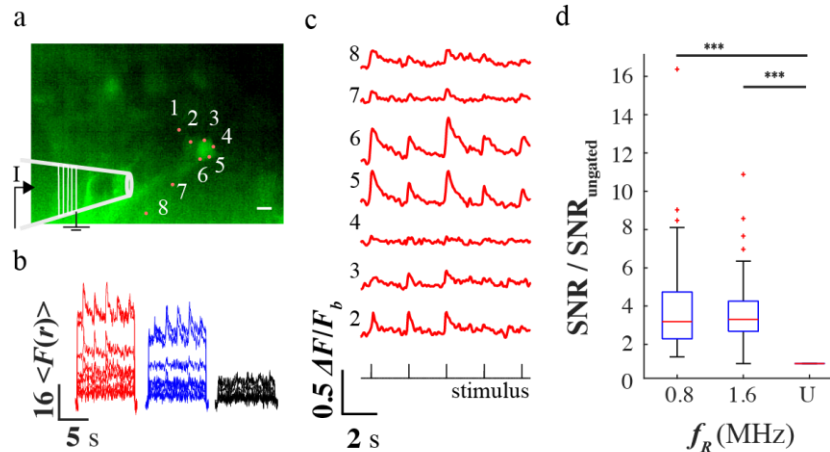 a
1
2
3
4
5
6
7
8
I
b
16 <F(r)>
5 s
c
8
7
6
5
4
3
2
stimulus
0.5 ΔF/F_b
2 s
d
***
***
SNR / SNR_ungated
16
14
12
10
8
6
4
2
0
0.8 1.6 U
f_R (MHz)